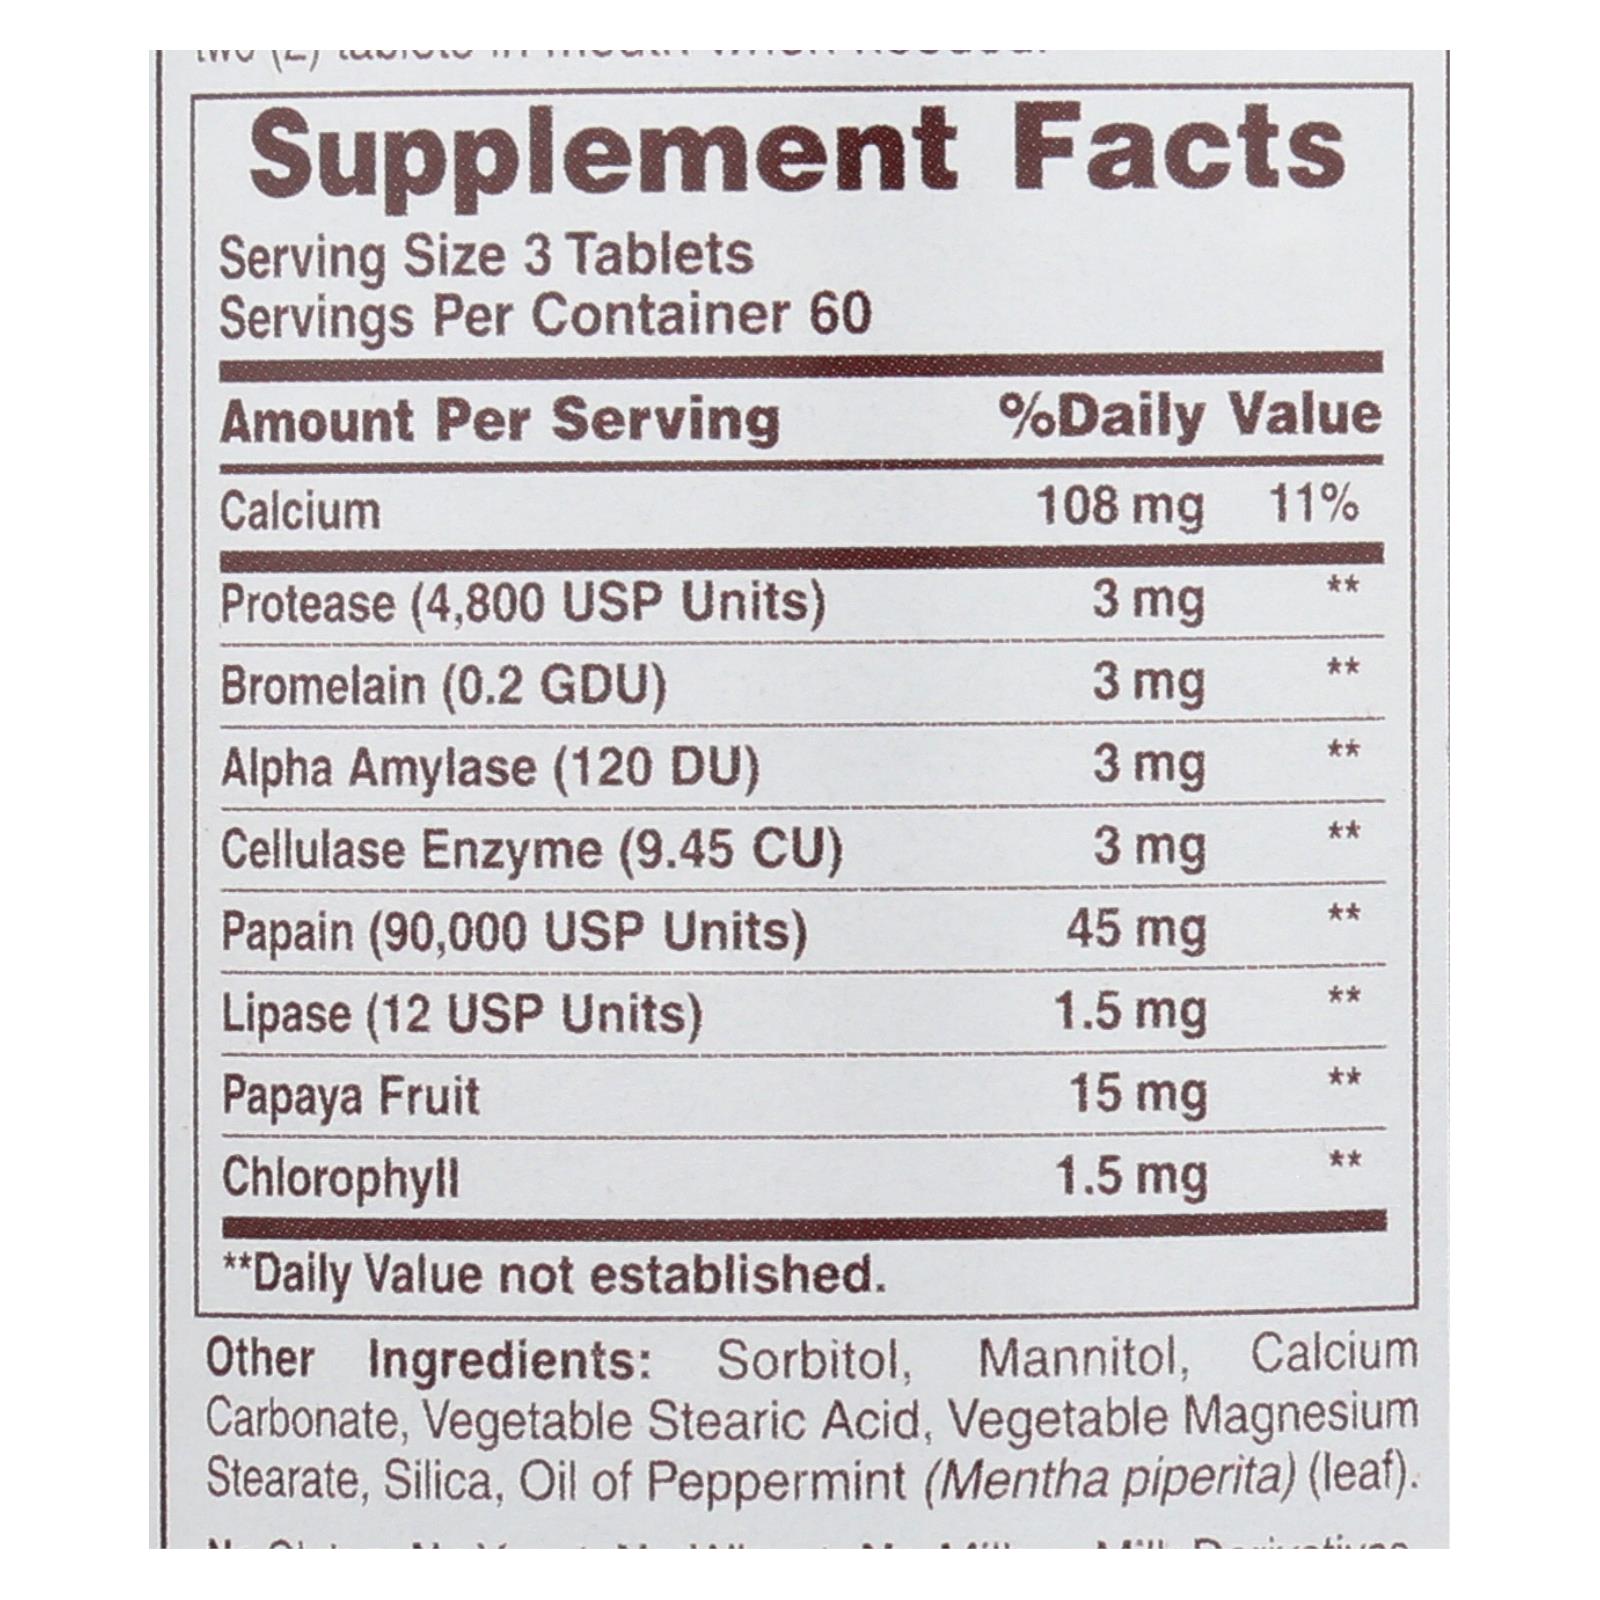 Supplement Facts
Serving Size 3 Tablets
Servings Per Container 60
Amount Per Serving %Daily Value
Calcium 108 mg 11%
Protease (4,800 USP Units) 3 mg **
Bromelain (0.2 GDU) 3 mg **
Alpha Amylase (120 DU) 3 mg **
Cellulase Enzyme (9.45 CU) 3 mg **
Papain (90,000 USP Units) 45 mg **
Lipase (12 USP Units) 1.5 mg **
Papaya Fruit 15 mg **
Chlorophyll 1.5 mg **
**Daily Value not established.
Other Ingredients: Sorbitol, Mannitol, Calcium
Carbonate, Vegetable Stearic Acid, Vegetable Magnesium
Stearate, Silica, Oil of Peppermint (Mentha piperita) (leaf).